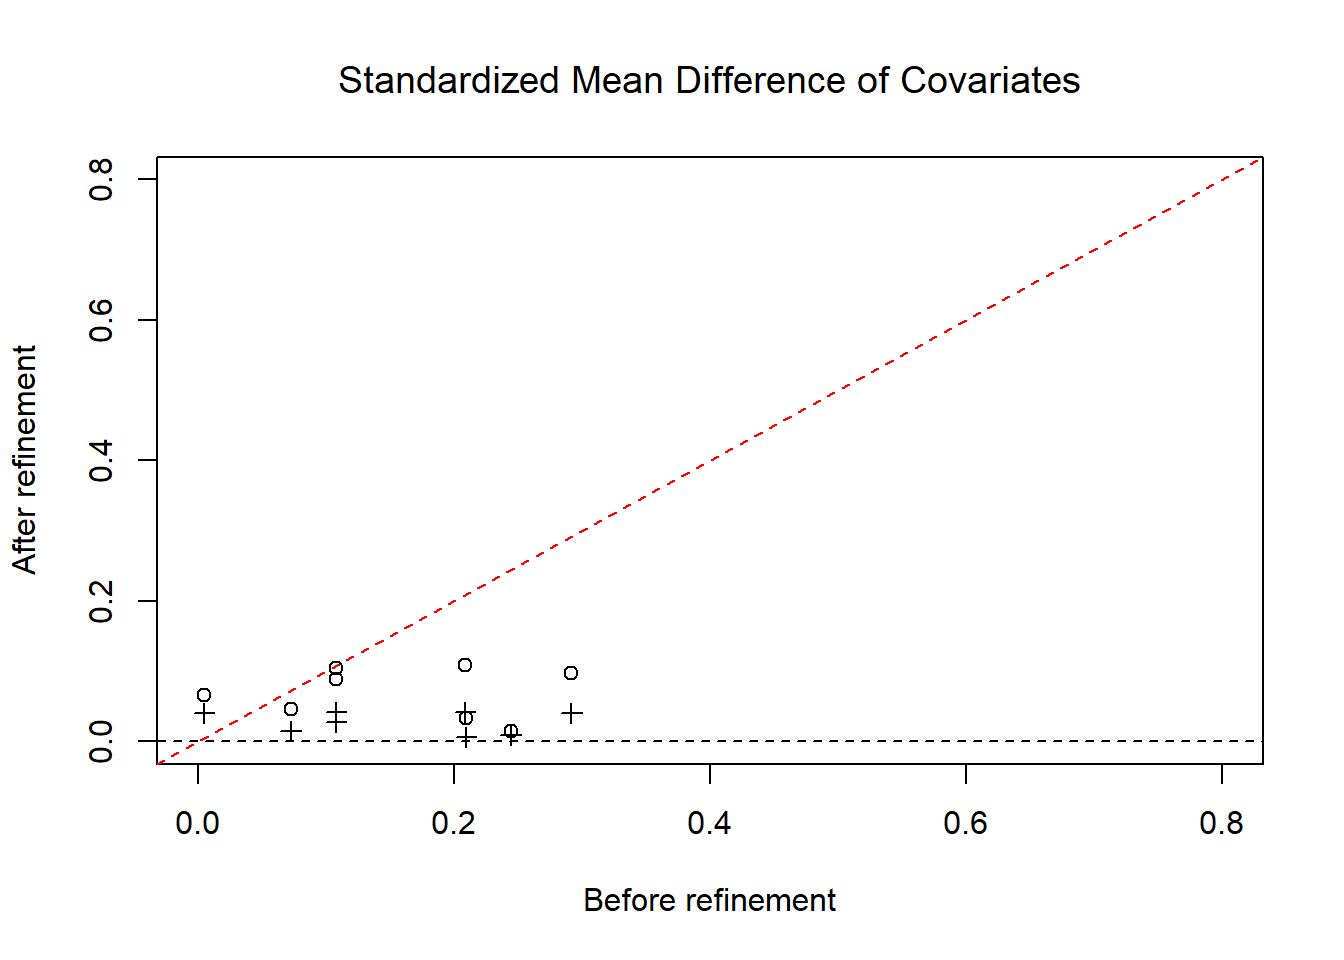 Standardized Mean Difference of Covariates
After refinement
0.8
0.6
0.4
0.2
0.0
0.0 0.2 0.4 0.6 0.8
Before refinement